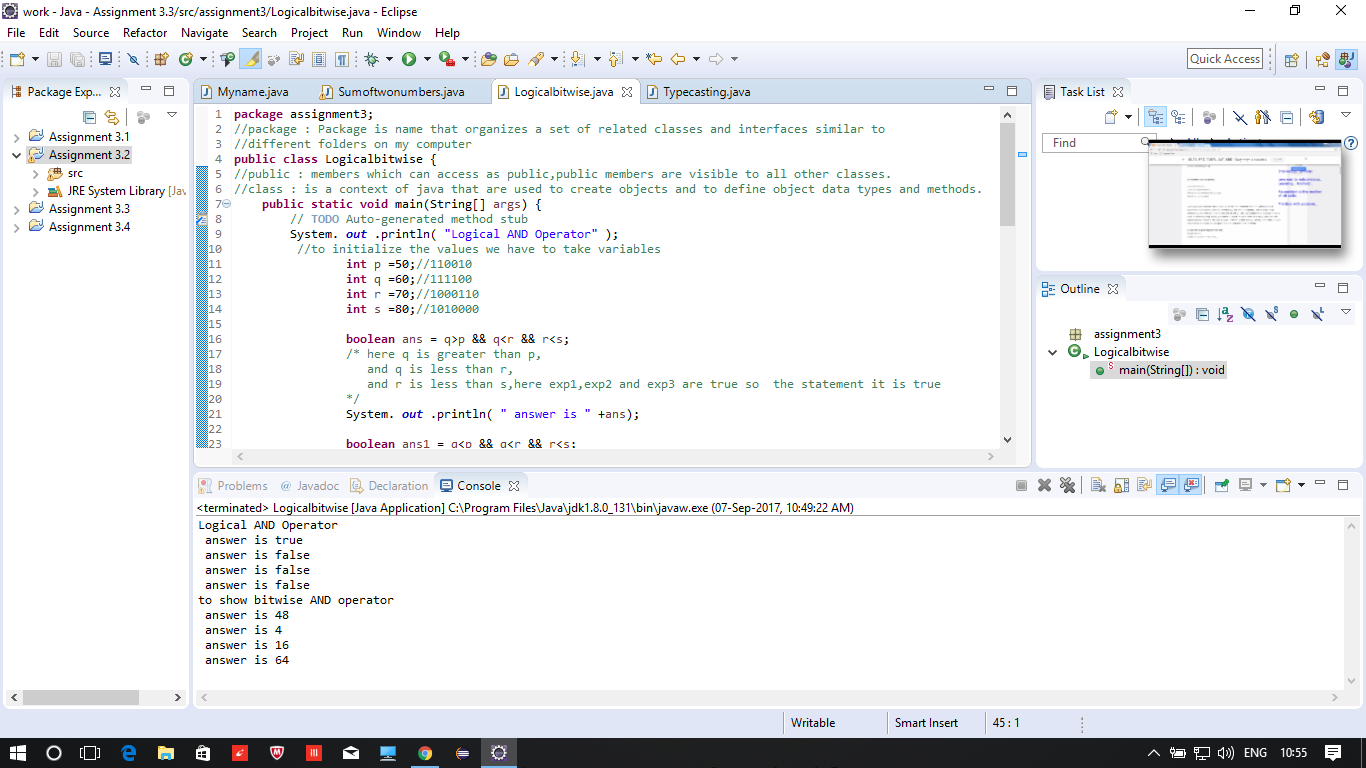 work - Java - Assignment 3.3/src/assignment3/Logicalbitwise.java - Eclipse
File Edit Source Refactor Navigate Search Project Run Window Help
Quick Access
Package Exp...
Assignment 3.1
Assignment 3.2
src
JRE System Library [Jav
Assignment 3.3
Assignment 3.4
Myname.java Sumoftwonumbers.java Logicalbitwise.java Typecasting.java
1 package assignment3;
2 //package : Package is name that organizes a set of related classes and interfaces similar to
3 //different folders on my computer
4 public class Logicalbitwise {
5 //public : members which can access as public,public members are visible to all other classes.
6 //class : is a context of java that are used to create objects and to define object data types and methods.
7 public static void main(String[] args) {
8 // TODO Auto-generated method stub
9 System. out .println( "Logical AND Operator" );
10 //to initialize the values we have to take variables
11 int p =50;//110010
12 int q =60;//111100
13 int r =70;//1000110
14 int s =80;//1010000
15
16 boolean ans = q>p && q<r && r<s;
17 /* here q is greater than p,
18 and q is less than r,
19 and r is less than s,here exp1,exp2 and exp3 are true so the statement it is true
20 */
21 System. out .println( " answer is " +ans);
22
23 boolean ans1 = q<p && q<r && r<s;
Task List
Find
Outline
assignment3
Logicalbitwise
main(String[]) : void
Problems @ Javadoc Declaration Console
<terminated> Logicalbitwise [Java Application] C:\Program Files\Java\jdk1.8.0_131\bin\javaw.exe (07-Sep-2017, 10:49:22 AM)
Logical AND Operator
answer is true
answer is false
answer is false
answer is false
to show bitwise AND operator
answer is 48
answer is 4
answer is 16
answer is 64
Writable Smart Insert 45 : 1
ENG 10:55